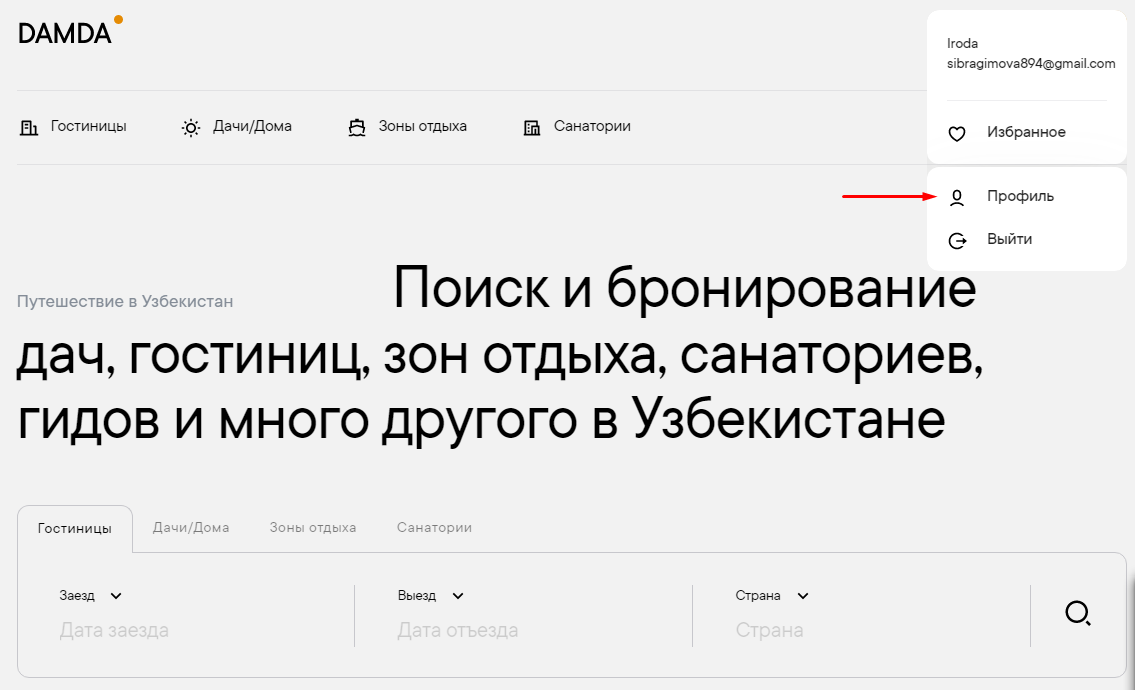 DAMDA
Iroda
sibragimova894@gmail.com
Гостиницы
Дачи/Дома
Зоны отдыха
Санатории
Избранное
Профиль
Выйти
Путешествие в Узбекистан
Поиск и бронирование
дач, гостиниц, зон отдыха, санаториев,
гидов и много другого в Узбекистане
Гостиницы
Дачи/Дома
Зоны отдыха
Санатории
Заезд
Дата заезда
Выезд
Дата отъезда
Страна
Страна